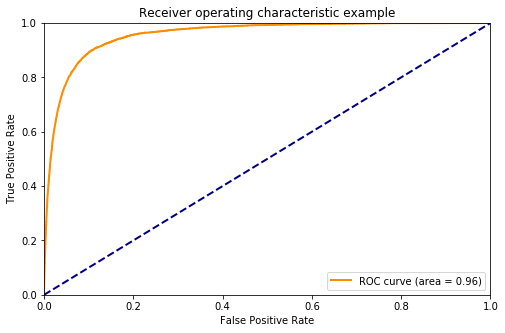 Receiver operating characteristic example
1.0
0.8
0.6
0.4
0.2
0.0
True Positive Rate
ROC curve (area = 0.96)
0.0 0.2 0.4 0.6 0.8 1.0
False Positive Rate